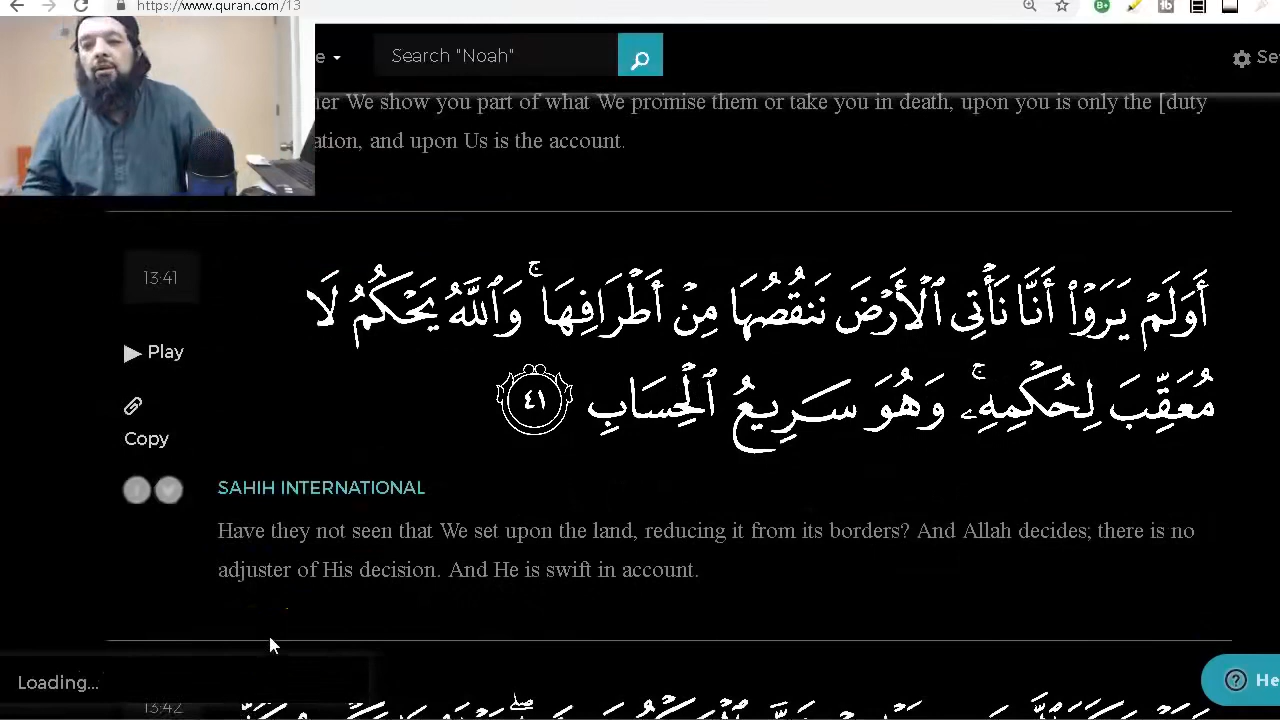 https://www.quran.com/13
Search "Noah"
We show you part of what We promise them or take you in death, upon you is only the [duty
and upon Us is the account.
13:41
أَوَلَمْ يَرَوْا۟ أَنَّا نَأْتِى ٱلْأَرْضَ نَنقُصُهَا مِنْ أَطْرَافِهَا ۚ وَٱللَّهُ يَحْكُمُ لَا
مُعَقِّبَ لِحُكْمِهِۦ ۚ وَهُوَ سَرِيعُ ٱلْحِسَابِ ٤١
Play
Copy
SAHIH INTERNATIONAL
Have they not seen that We set upon the land, reducing it from its borders? And Allah decides; there is no
adjuster of His decision. And He is swift in account.
Loading...
13:42